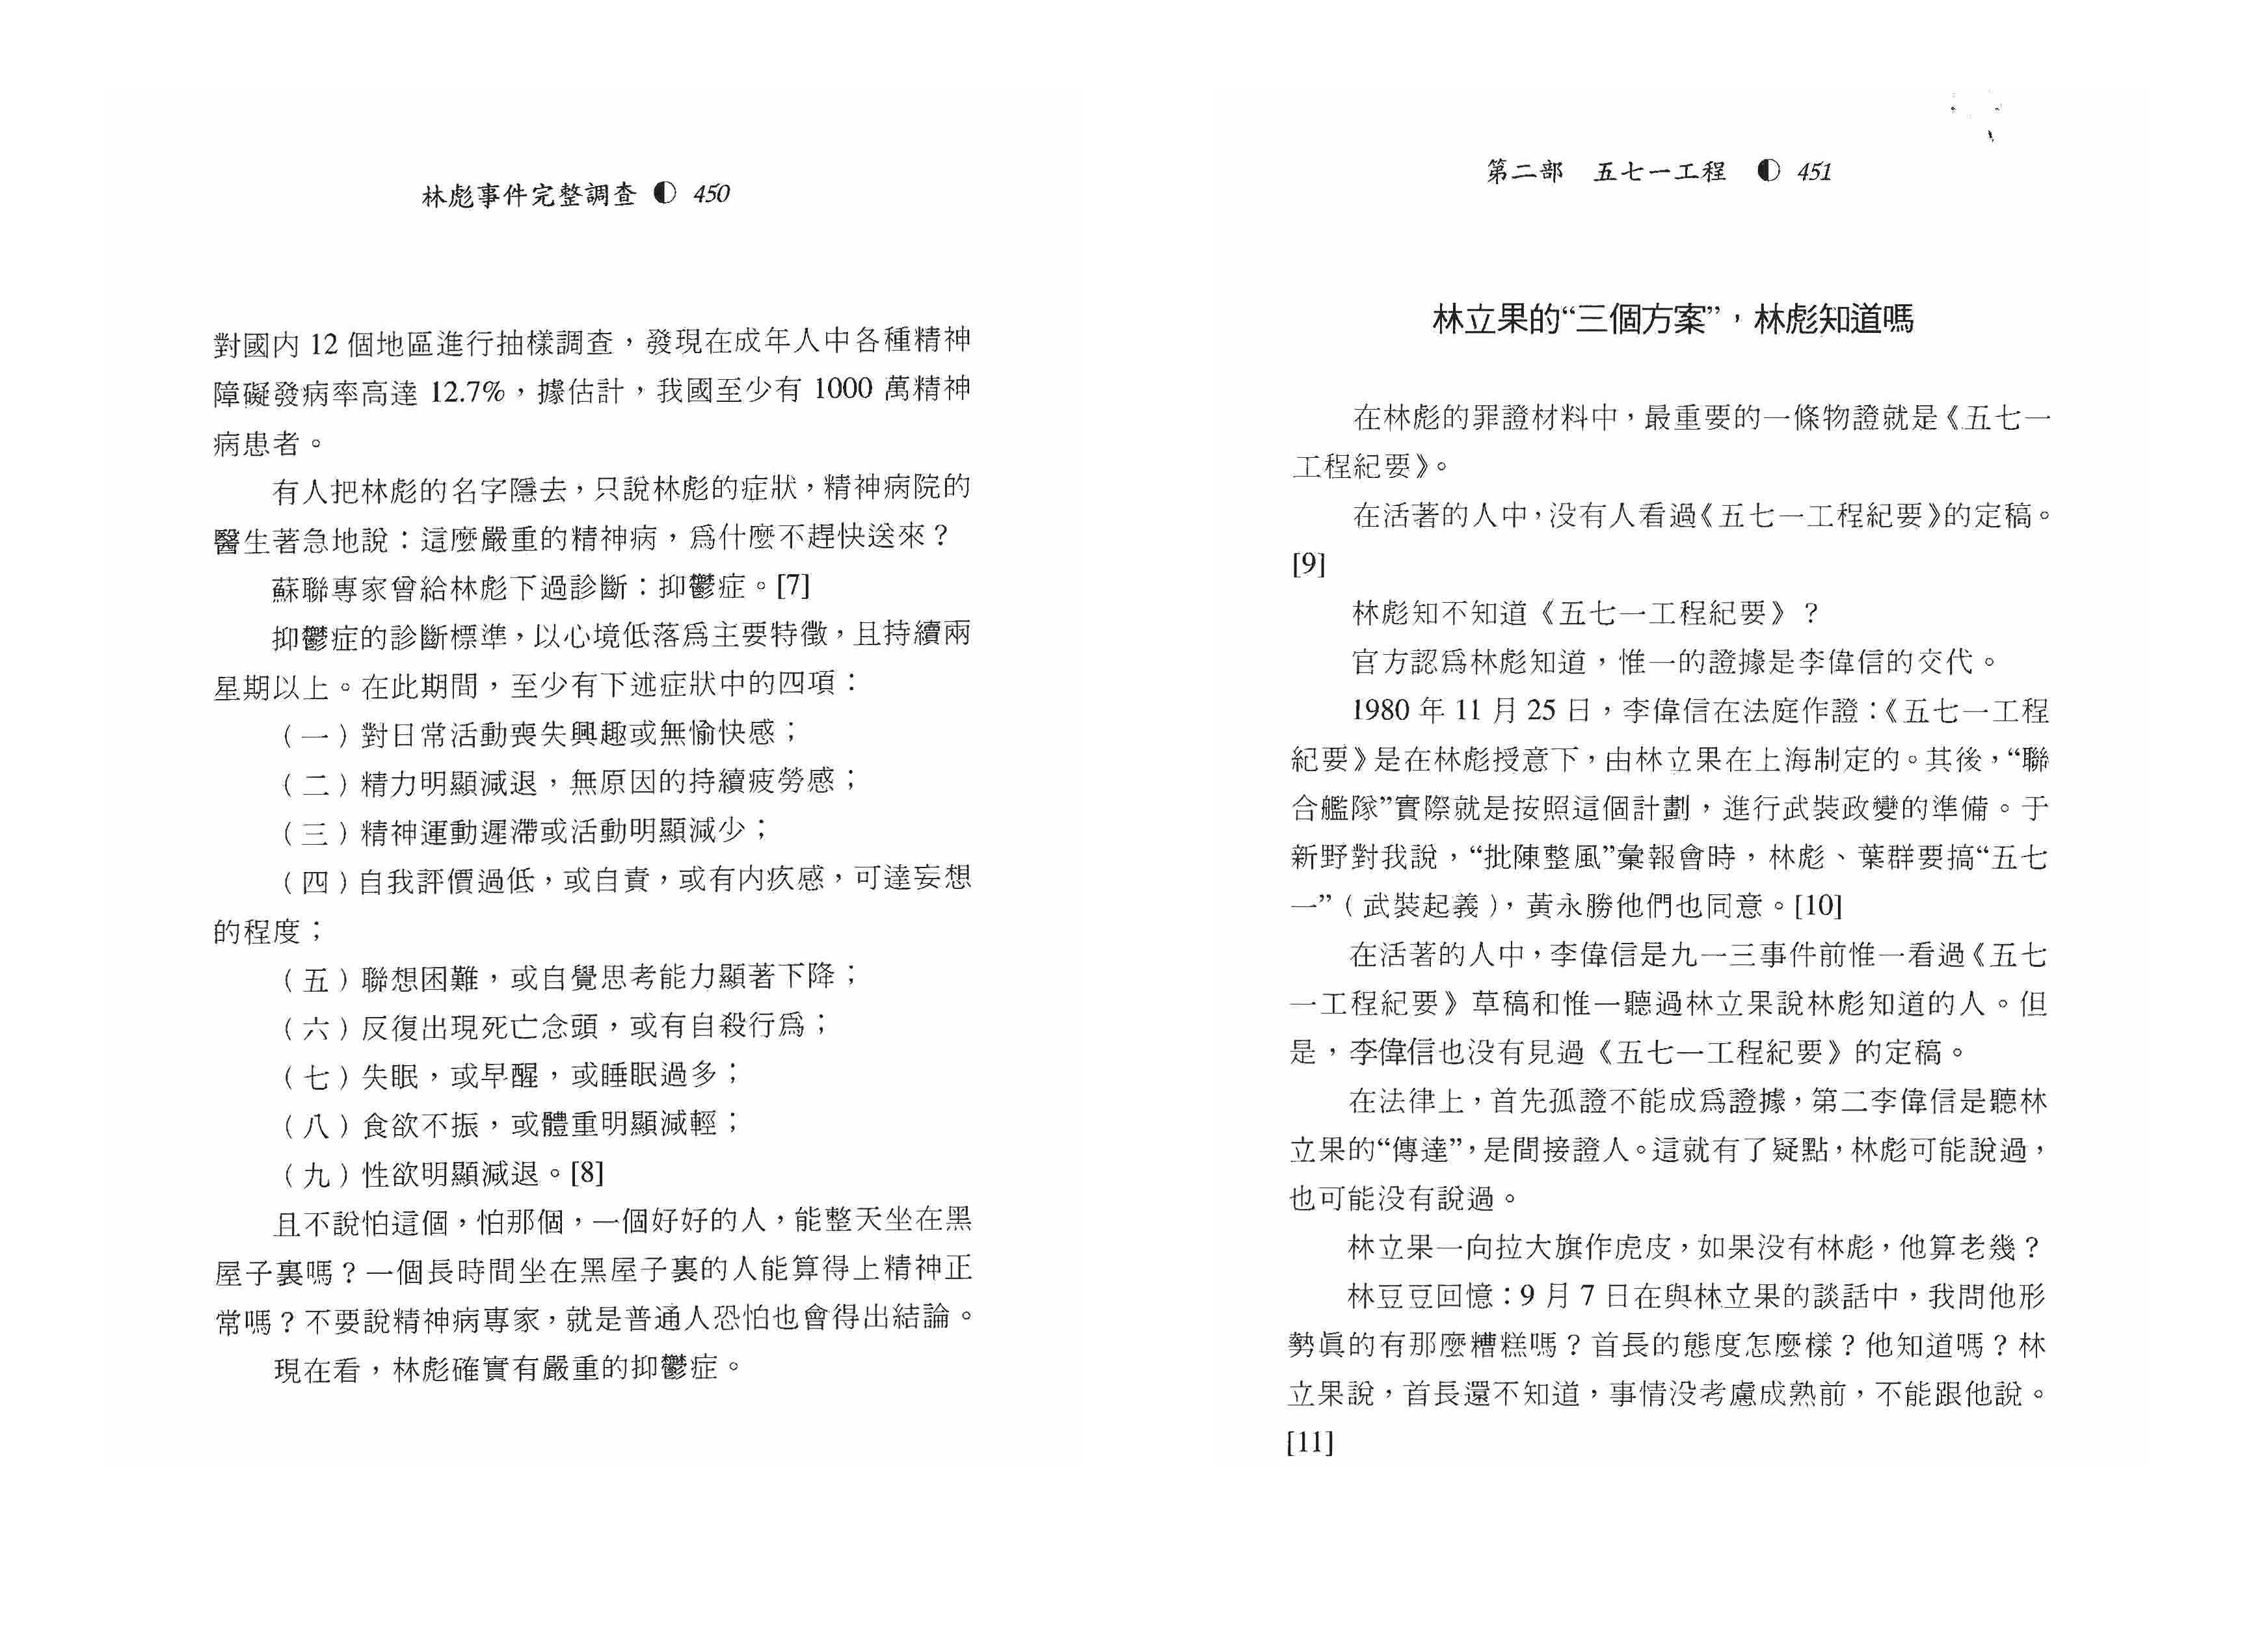 林彪事件完整調查 ◐ 450
對國内 12 個地區進行抽樣調查，發現在成年人中各種精神
障礙發病率高達 12.7%，據估計，我國至少有 1000 萬精神
病患者。
有人把林彪的名字隱去，只說林彪的症狀，精神病院的
醫生著急地說：這麼嚴重的精神病，爲什麼不趕快送來？
蘇聯專家曾給林彪下過診斷：抑鬱症。[7]
抑鬱症的診斷標準，以心境低落爲主要特徵，且持續兩
星期以上。在此期間，至少有下述症狀中的四項：
（一）對日常活動喪失興趣或無愉快感；
（二）精力明顯減退，無原因的持續疲勞感；
（三）精神運動遲滯或活動明顯減少；
（四）自我評價過低，或自責，或有内疚感，可達妄想
的程度；
（五）聯想困難，或自覺思考能力顯著下降；
（六）反復出現死亡念頭，或有自殺行爲；
（七）失眠，或早醒，或睡眠過多；
（八）食欲不振，或體重明顯減輕；
（九）性欲明顯減退。[8]
且不說怕這個，怕那個，一個好好的人，能整天坐在黑
屋子裏嗎？一個長時間坐在黑屋子裏的人能算得上精神正
常嗎？不要說精神病專家，就是普通人恐怕也會得出結論。
現在看，林彪確實有嚴重的抑鬱症。
第二部　五七一工程　◐ 451
林立果的“三個方案”，林彪知道嗎
在林彪的罪證材料中，最重要的一條物證就是《五七一
工程紀要》。
在活著的人中，没有人看過《五七一工程紀要》的定稿。
[9]
林彪知不知道《五七一工程紀要》？
官方認爲林彪知道，惟一的證據是李偉信的交代。
1980 年 11 月 25 日，李偉信在法庭作證：《五七一工程
紀要》是在林彪授意下，由林立果在上海制定的。其後，“聯
合艦隊”實際就是按照這個計劃，進行武裝政變的準備。于
新野對我說，“批陳整風”彙報會時，林彪、葉群要搞“五七
一”（武裝起義），黃永勝他們也同意。[10]
在活著的人中，李偉信是九一三事件前惟一看過《五七
一工程紀要》草稿和惟一聽過林立果說林彪知道的人。但
是，李偉信也没有見過《五七一工程紀要》的定稿。
在法律上，首先孤證不能成爲證據，第二李偉信是聽林
立果的“傳達”，是間接證人。這就有了疑點，林彪可能說過，
也可能没有說過。
林立果一向拉大旗作虎皮，如果没有林彪，他算老幾？
林豆豆回憶：9 月 7 日在與林立果的談話中，我問他形
勢眞的有那麼糟糕嗎？首長的態度怎麼樣？他知道嗎？林
立果說，首長還不知道，事情没考慮成熟前，不能跟他說。
[11]